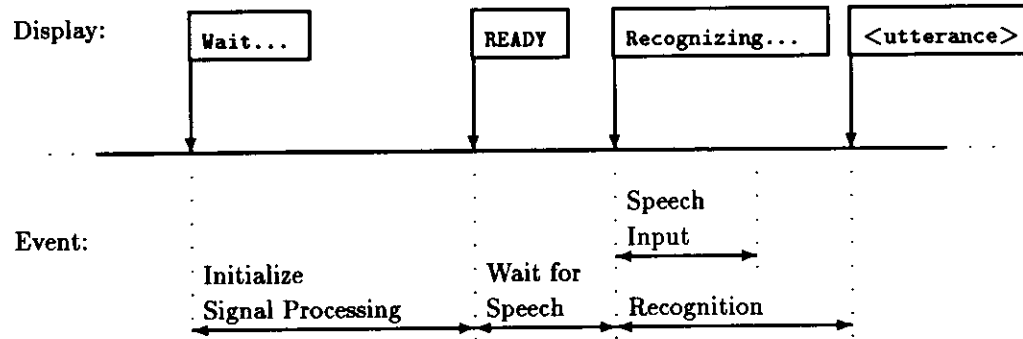 Display:
Wait...
READY
Recognizing...
<utterance>
Event:
Speech
Input
Initialize
Signal Processing
Wait for
Speech
Recognition